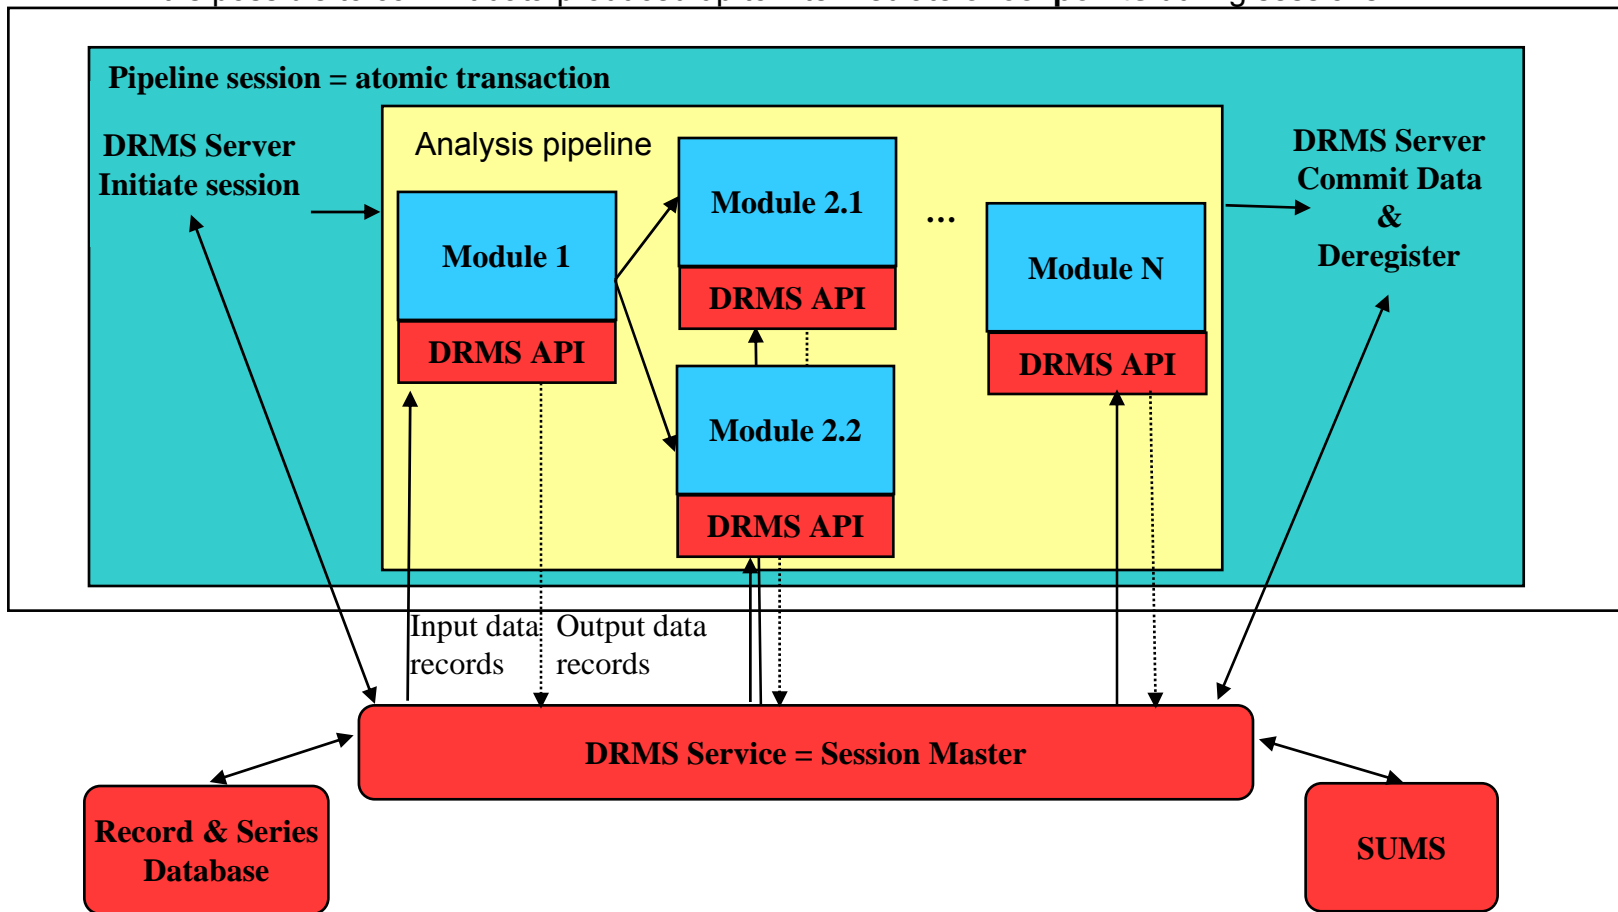 Pipeline session = atomic transaction
DRMS Server
Initiate session
Analysis pipeline
Module 1
DRMS API
Module 2.1
DRMS API
Module 2.2
DRMS API
...
Module N
DRMS API
DRMS Server
Commit Data
&
Deregister
Input data
records
Output data
records
DRMS Service = Session Master
Record & Series
Database
SUMS